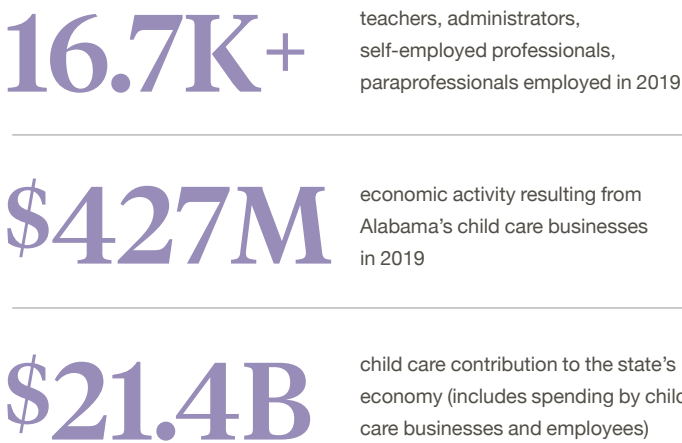 16.7K+
teachers, administrators,
self-employed professionals,
paraprofessionals employed in 2019
$427M
economic activity resulting from
Alabama's child care businesses
in 2019
$21.4B
child care contribution to the state's
economy (includes spending by
care businesses and employees)